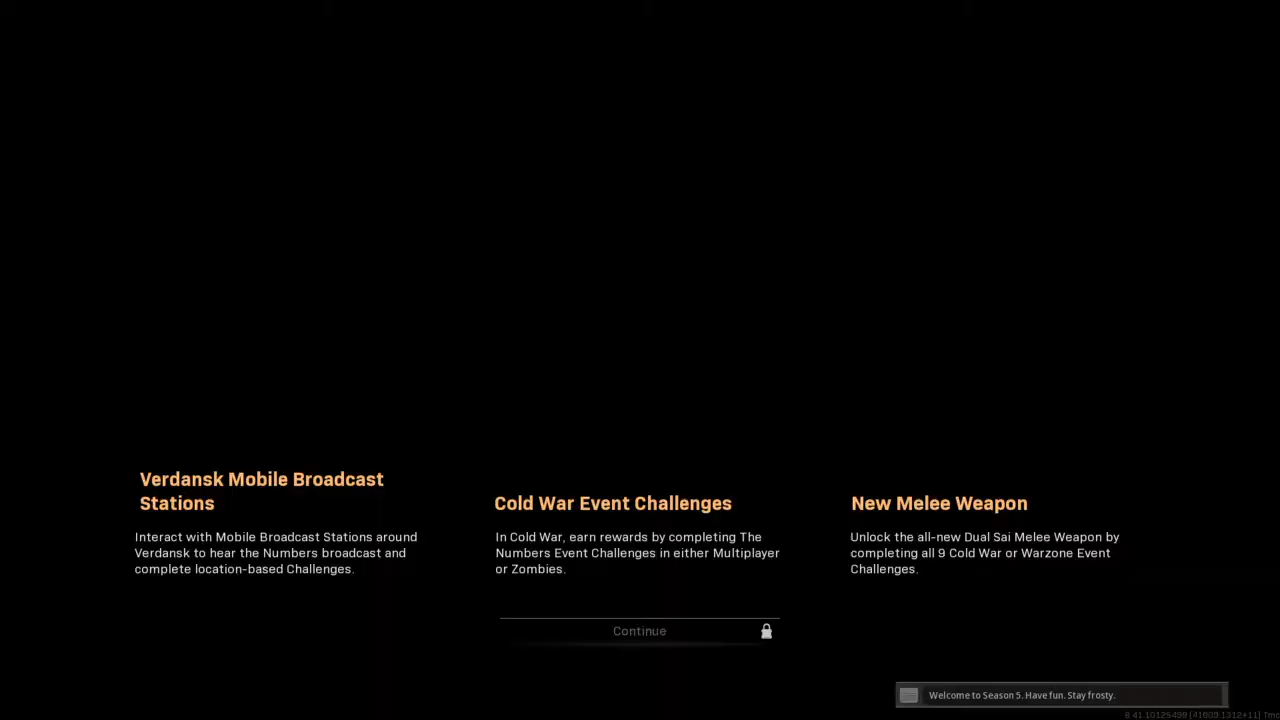 Verdansk Mobile Broadcast
Stations
Interact with Mobile Broadcast Stations around
Verdansk to hear the Numbers broadcast and
complete location-based Challenges.
Cold War Event Challenges
In Cold War, earn rewards by completing The
Numbers Event Challenges in either Multiplayer
or Zombies.
New Melee Weapon
Unlock the all-new Dual Sai Melee Weapon by
completing all 9 Cold War or Warzone Event
Challenges.
Continue
Welcome to Season 5. Have fun. Stay frosty.